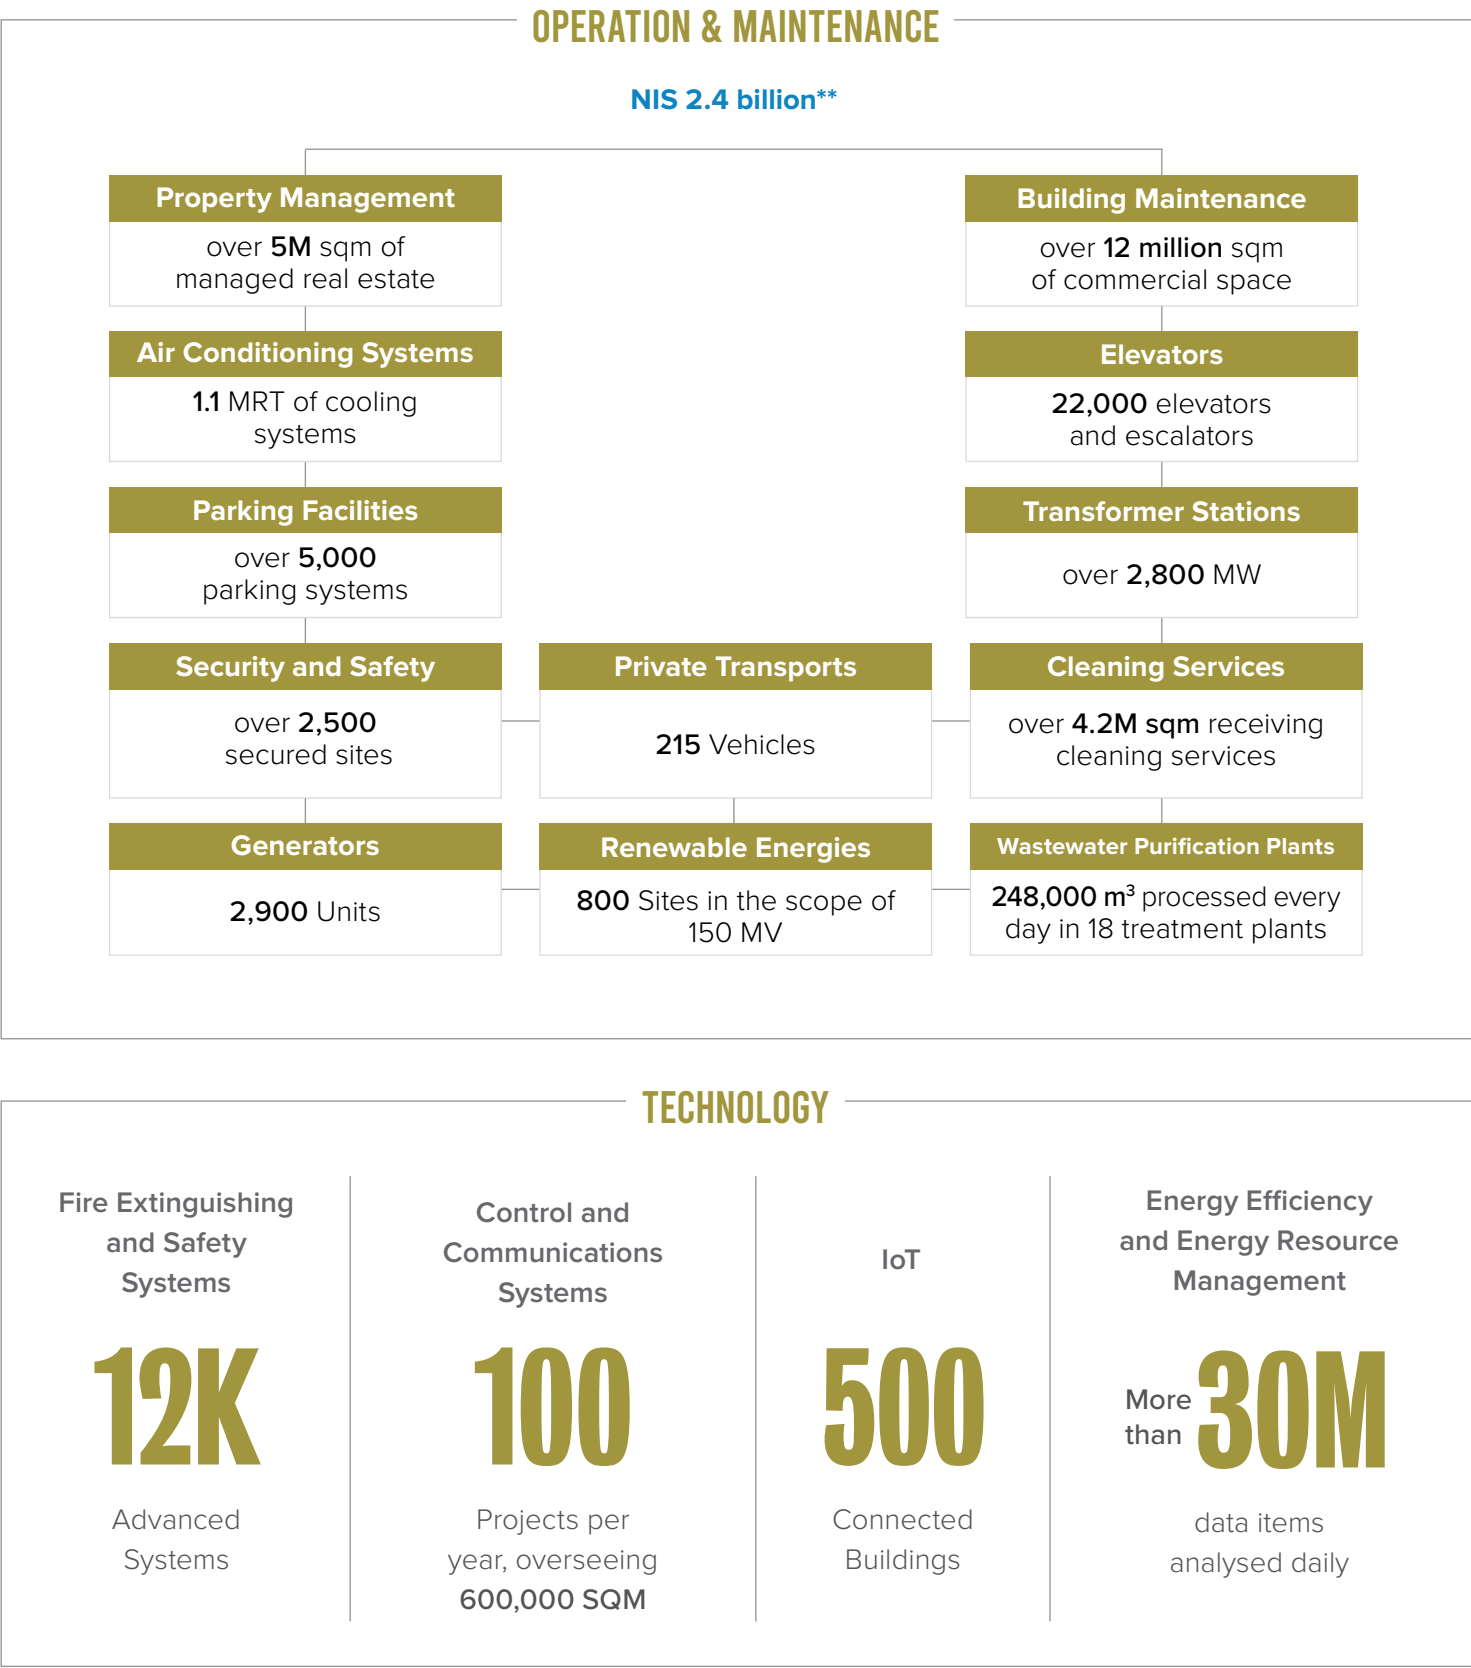 OPERATION & MAINTENANCE
NIS 2.4 billion**
Property Management
over 5M sqm of
managed real estate
Building Maintenance
over 12 million sqm
of commercial space
Air Conditioning Systems
1.1 MRT of cooling
systems
Elevators
22,000 elevators
and escalators
Parking Facilities
over 5,000
parking systems
Transformer Stations
over 2,800 MW
Security and Safety
over 2,500
secured sites
Private Transports
215 Vehicles
Cleaning Services
over 4.2M sqm receiving
cleaning services
Generators
2,900 Units
Renewable Energies
800 Sites in the scope of
150 MV
Wastewater Purification Plants
248,000 m³ processed every
day in 18 treatment plants
TECHNOLOGY
Fire Extinguishing
and Safety
Systems
12K
Advanced
Systems
Control and
Communications
Systems
100
Projects per
year, overseeing
600,000 SQM
IoT
500
Connected
Buildings
Energy Efficiency
and Energy Resource
Management
More
than
30M
data items
analysed daily